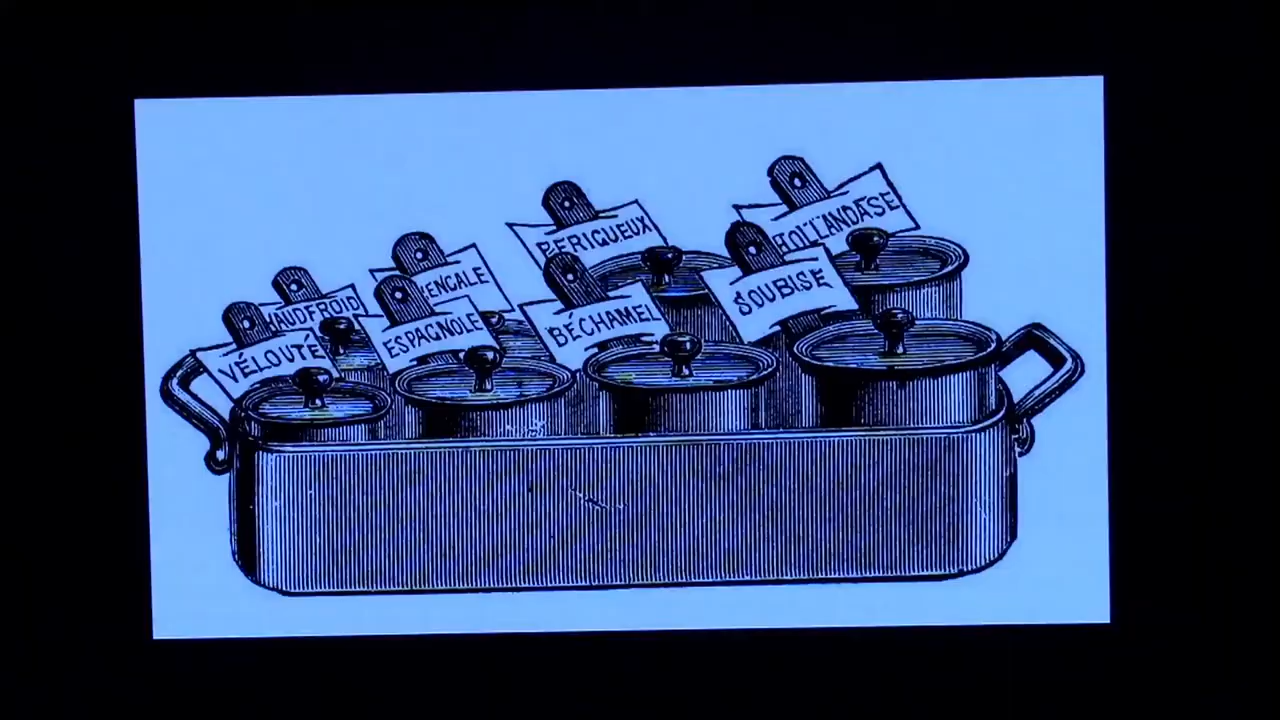 HOLLANDASE
PERIGUEUX
ENCALE
SOUBISE
HAUDFROID
ESPAGNOLE
BÉCHAMEL
VÉLOUTÉ